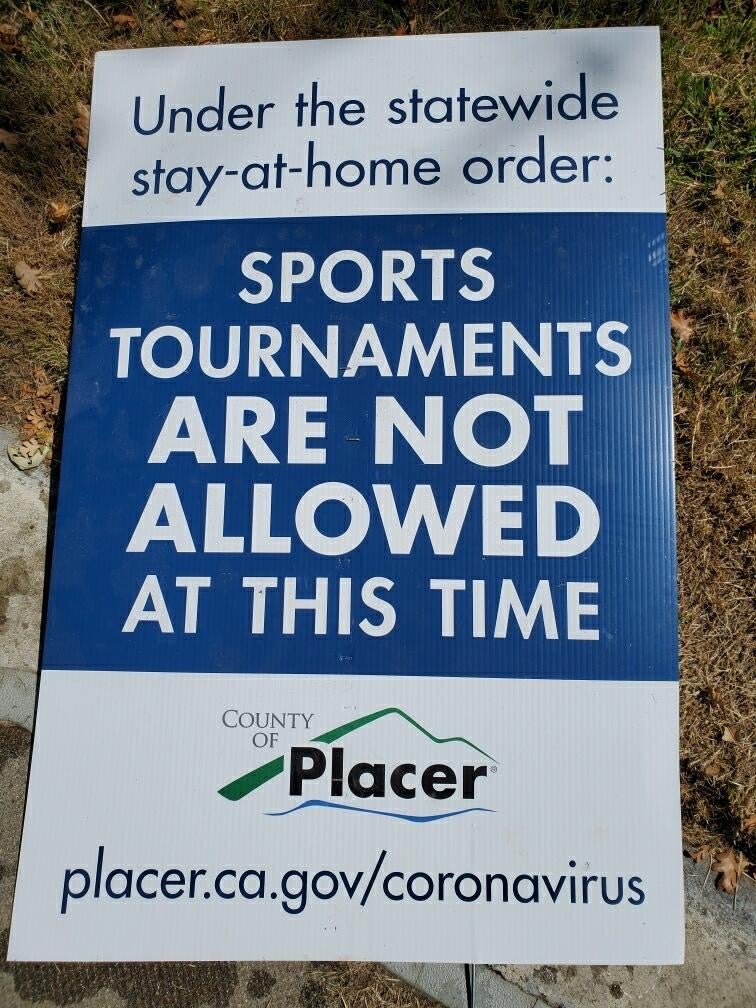 Under the statewide
stay-at-home order:
SPORTS
TOURNAMENTS
ARE NOT
ALLOWED
AT THIS TIME
COUNTY
OF
Placer®
placer.ca.gov/coronavirus